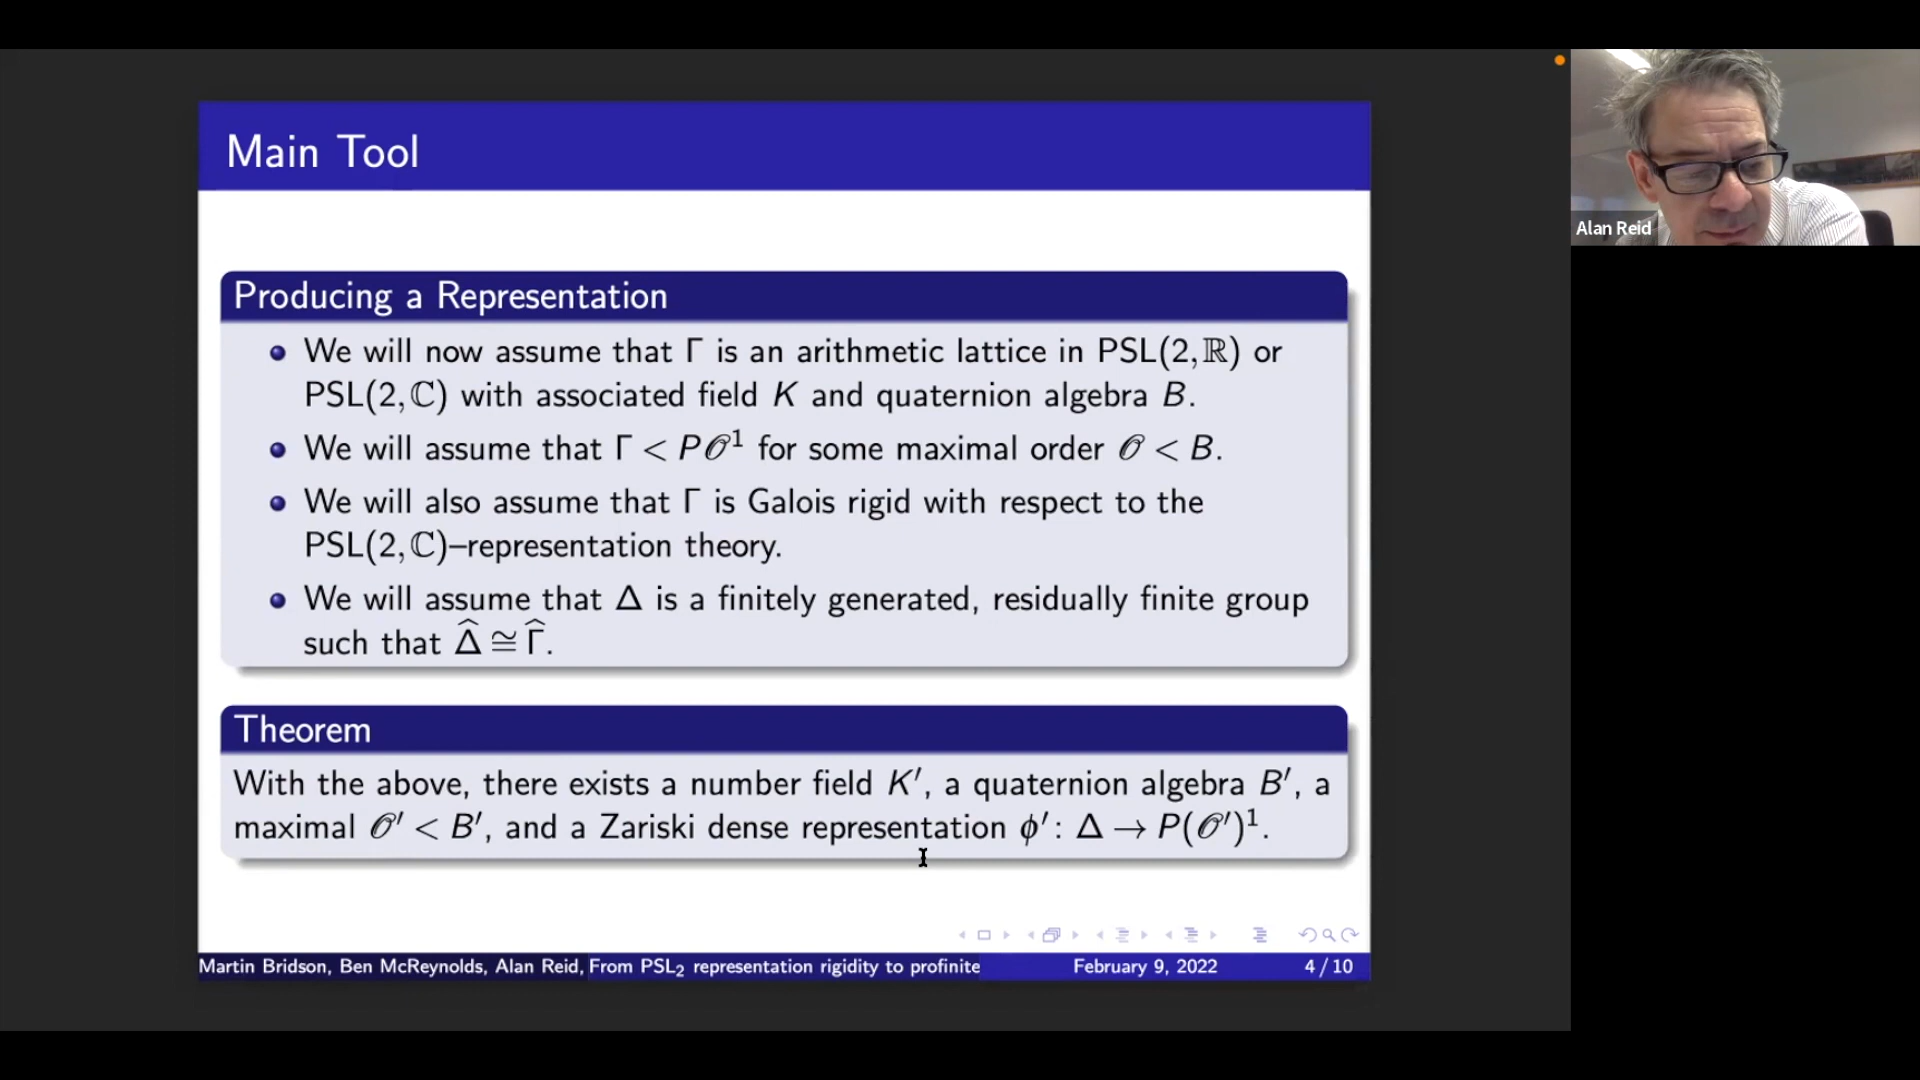 Main Tool
Producing a Representation
We will now assume that Γ is an arithmetic lattice in PSL(2,ℝ) or
PSL(2,ℂ) with associated field K and quaternion algebra B.
We will assume that Γ < P𝒪¹ for some maximal order 𝒪 < B.
We will also assume that Γ is Galois rigid with respect to the
PSL(2,ℂ)–representation theory.
We will assume that Δ is a finitely generated, residually finite group
such that Δ̂ ≅ Γ̂.
Theorem
With the above, there exists a number field K′, a quaternion algebra B′, a
maximal 𝒪′ < B′, and a Zariski dense representation ϕ′: Δ → P(𝒪′)¹.
Martin Bridson, Ben McReynolds, Alan Reid, From PSL₂ representation rigidity to profinite February 9, 2022 4 / 10
Alan Reid